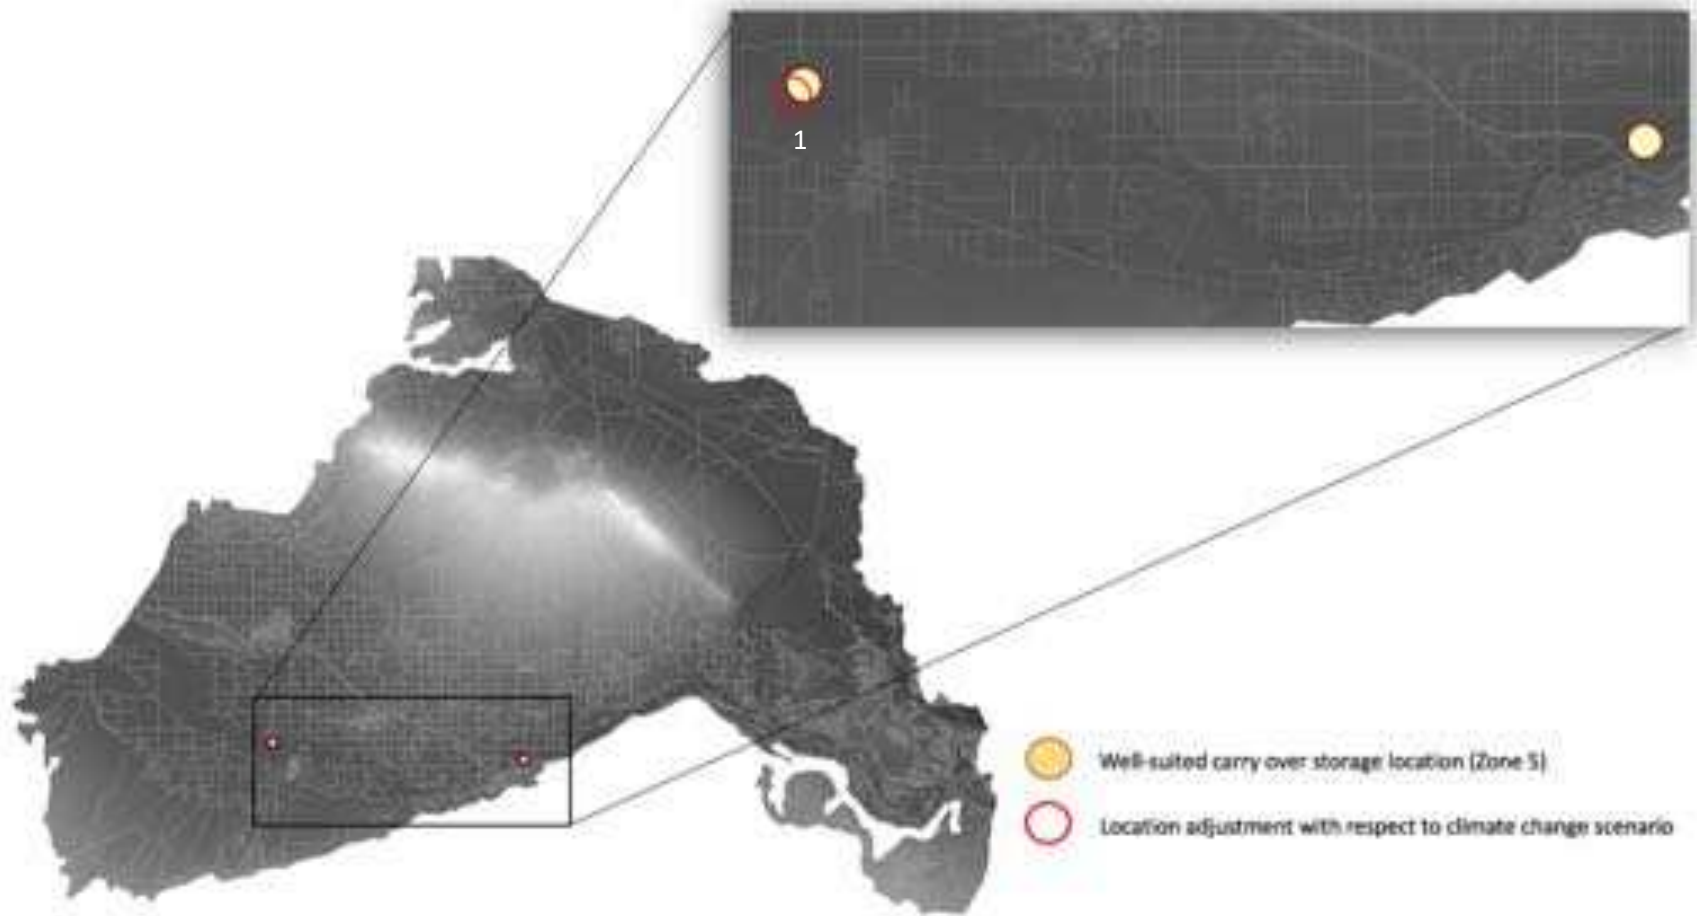 1
Well-suited carry over storage location (Zone 5)
Location adjustment with respect to climate change scenario